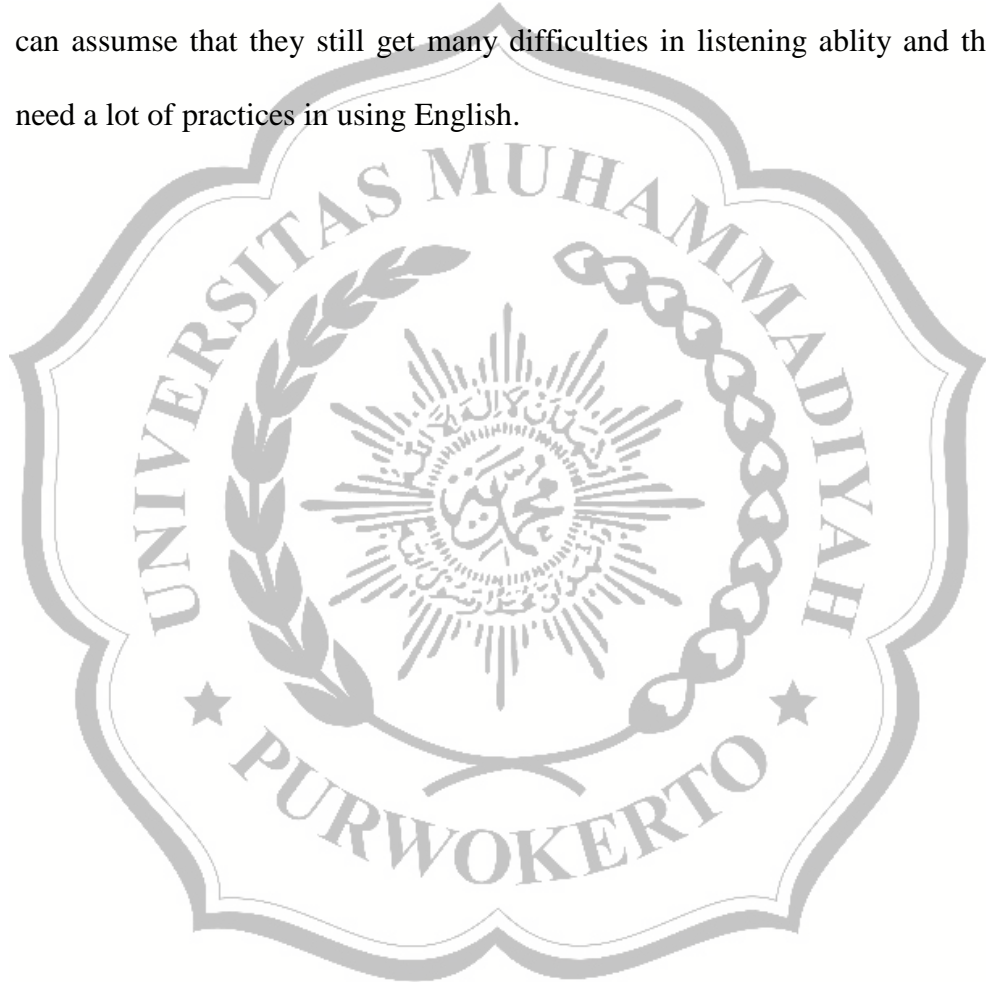 can assumse that they still get many difficulties in listening ablity and th
need a lot of practices in using English.
UNIVERSITAS MUHAMMADIYAH
PURWOKERTO